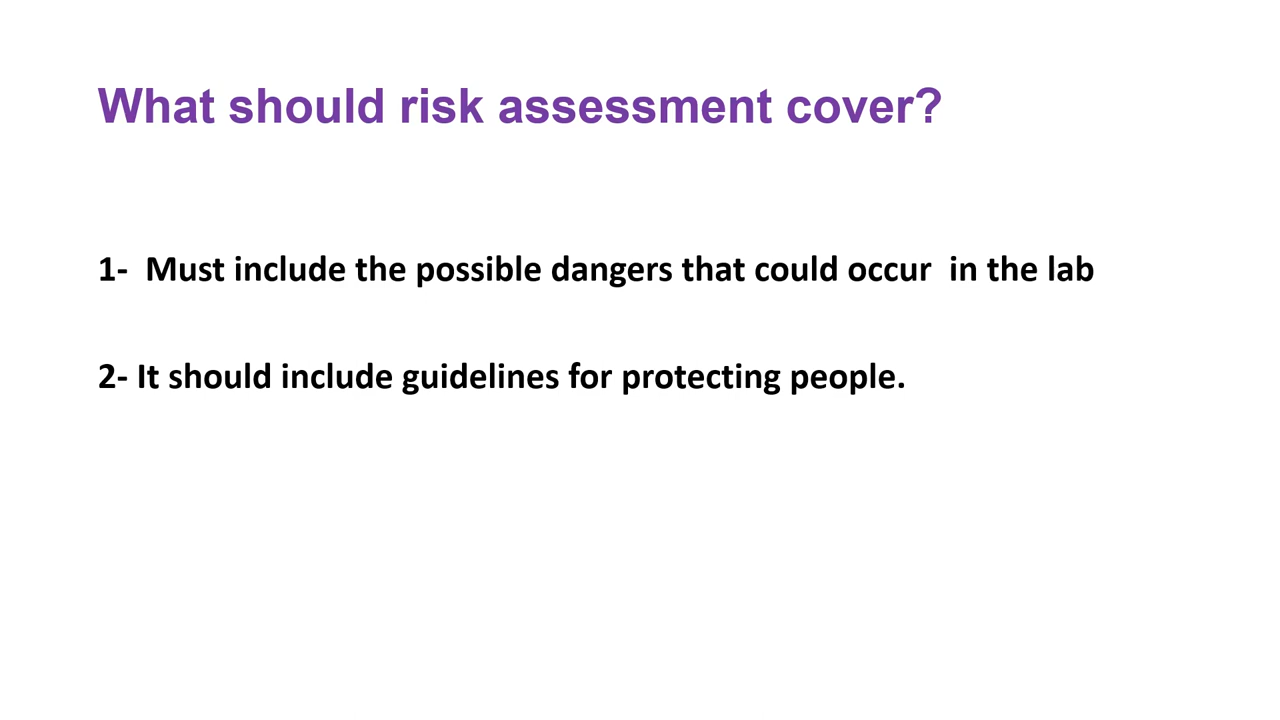 What should risk assessment cover?
1-  Must include the possible dangers that could occur  in the lab
2- It should include guidelines for protecting people.